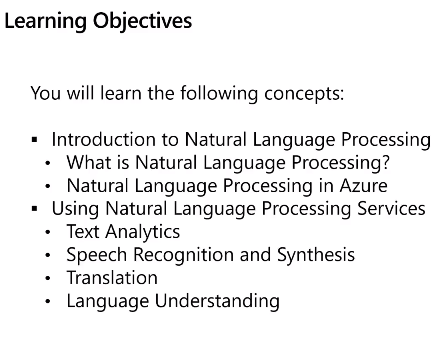 Learning Objectives
You will learn the following concepts:
▪ Introduction to Natural Language Processing
• What is Natural Language Processing?
• Natural Language Processing in Azure
▪ Using Natural Language Processing Services
• Text Analytics
• Speech Recognition and Synthesis
• Translation
• Language Understanding